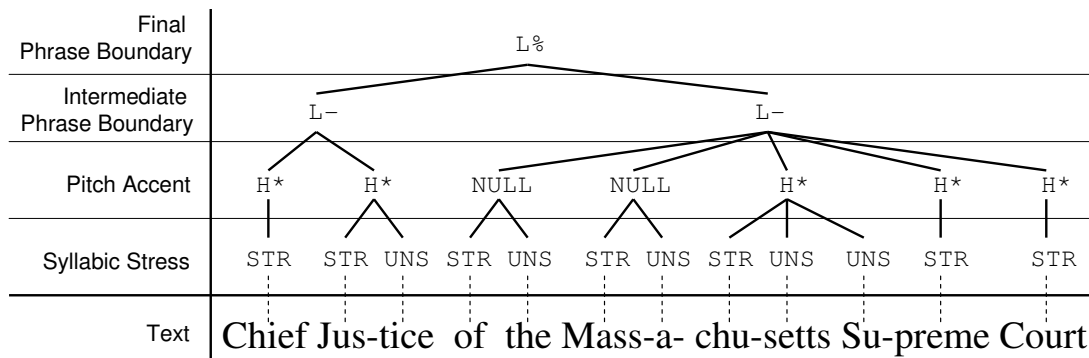 Final
Phrase Boundary
L%
Intermediate
Phrase Boundary
L- L-
Pitch Accent H* H* NULL NULL H* H* H*
Syllabic Stress STR STR UNS STR UNS STR UNS STR UNS UNS STR STR
Text Chief Jus-tice of the Mass-a- chu-setts Su-preme Court